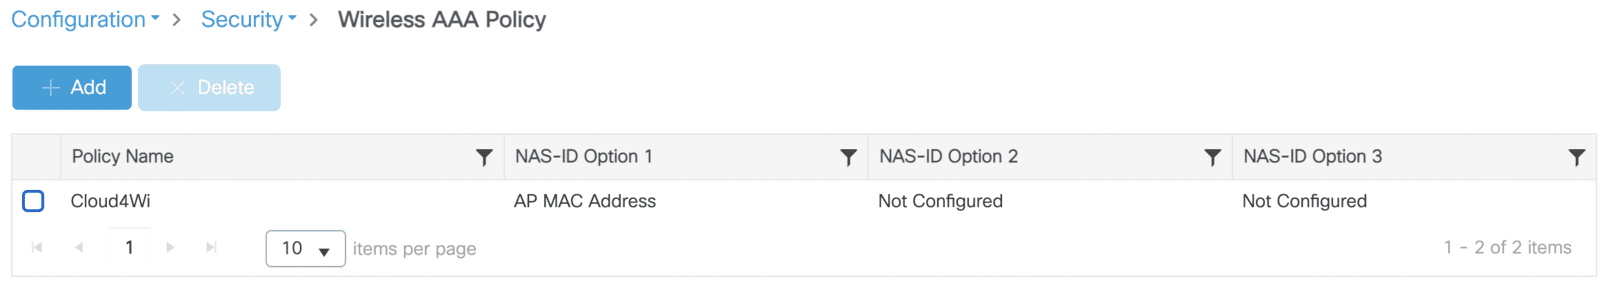 Configuration > Security > Wireless AAA Policy
+ Add × Delete
Policy Name NAS-ID Option 1 NAS-ID Option 2 NAS-ID Option 3
Cloud4Wi AP MAC Address Not Configured Not Configured
1 10 items per page 1 - 2 of 2 items